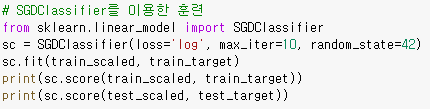 # SGDClassifier를 이용한 훈련
from sklearn.linear_model import SGDClassifier
sc = SGDClassifier(loss='log', max_iter=10, random_state=42)
sc.fit(train_scaled, train_target)
print(sc.score(train_scaled, train_target))
print(sc.score(test_scaled, test_target))